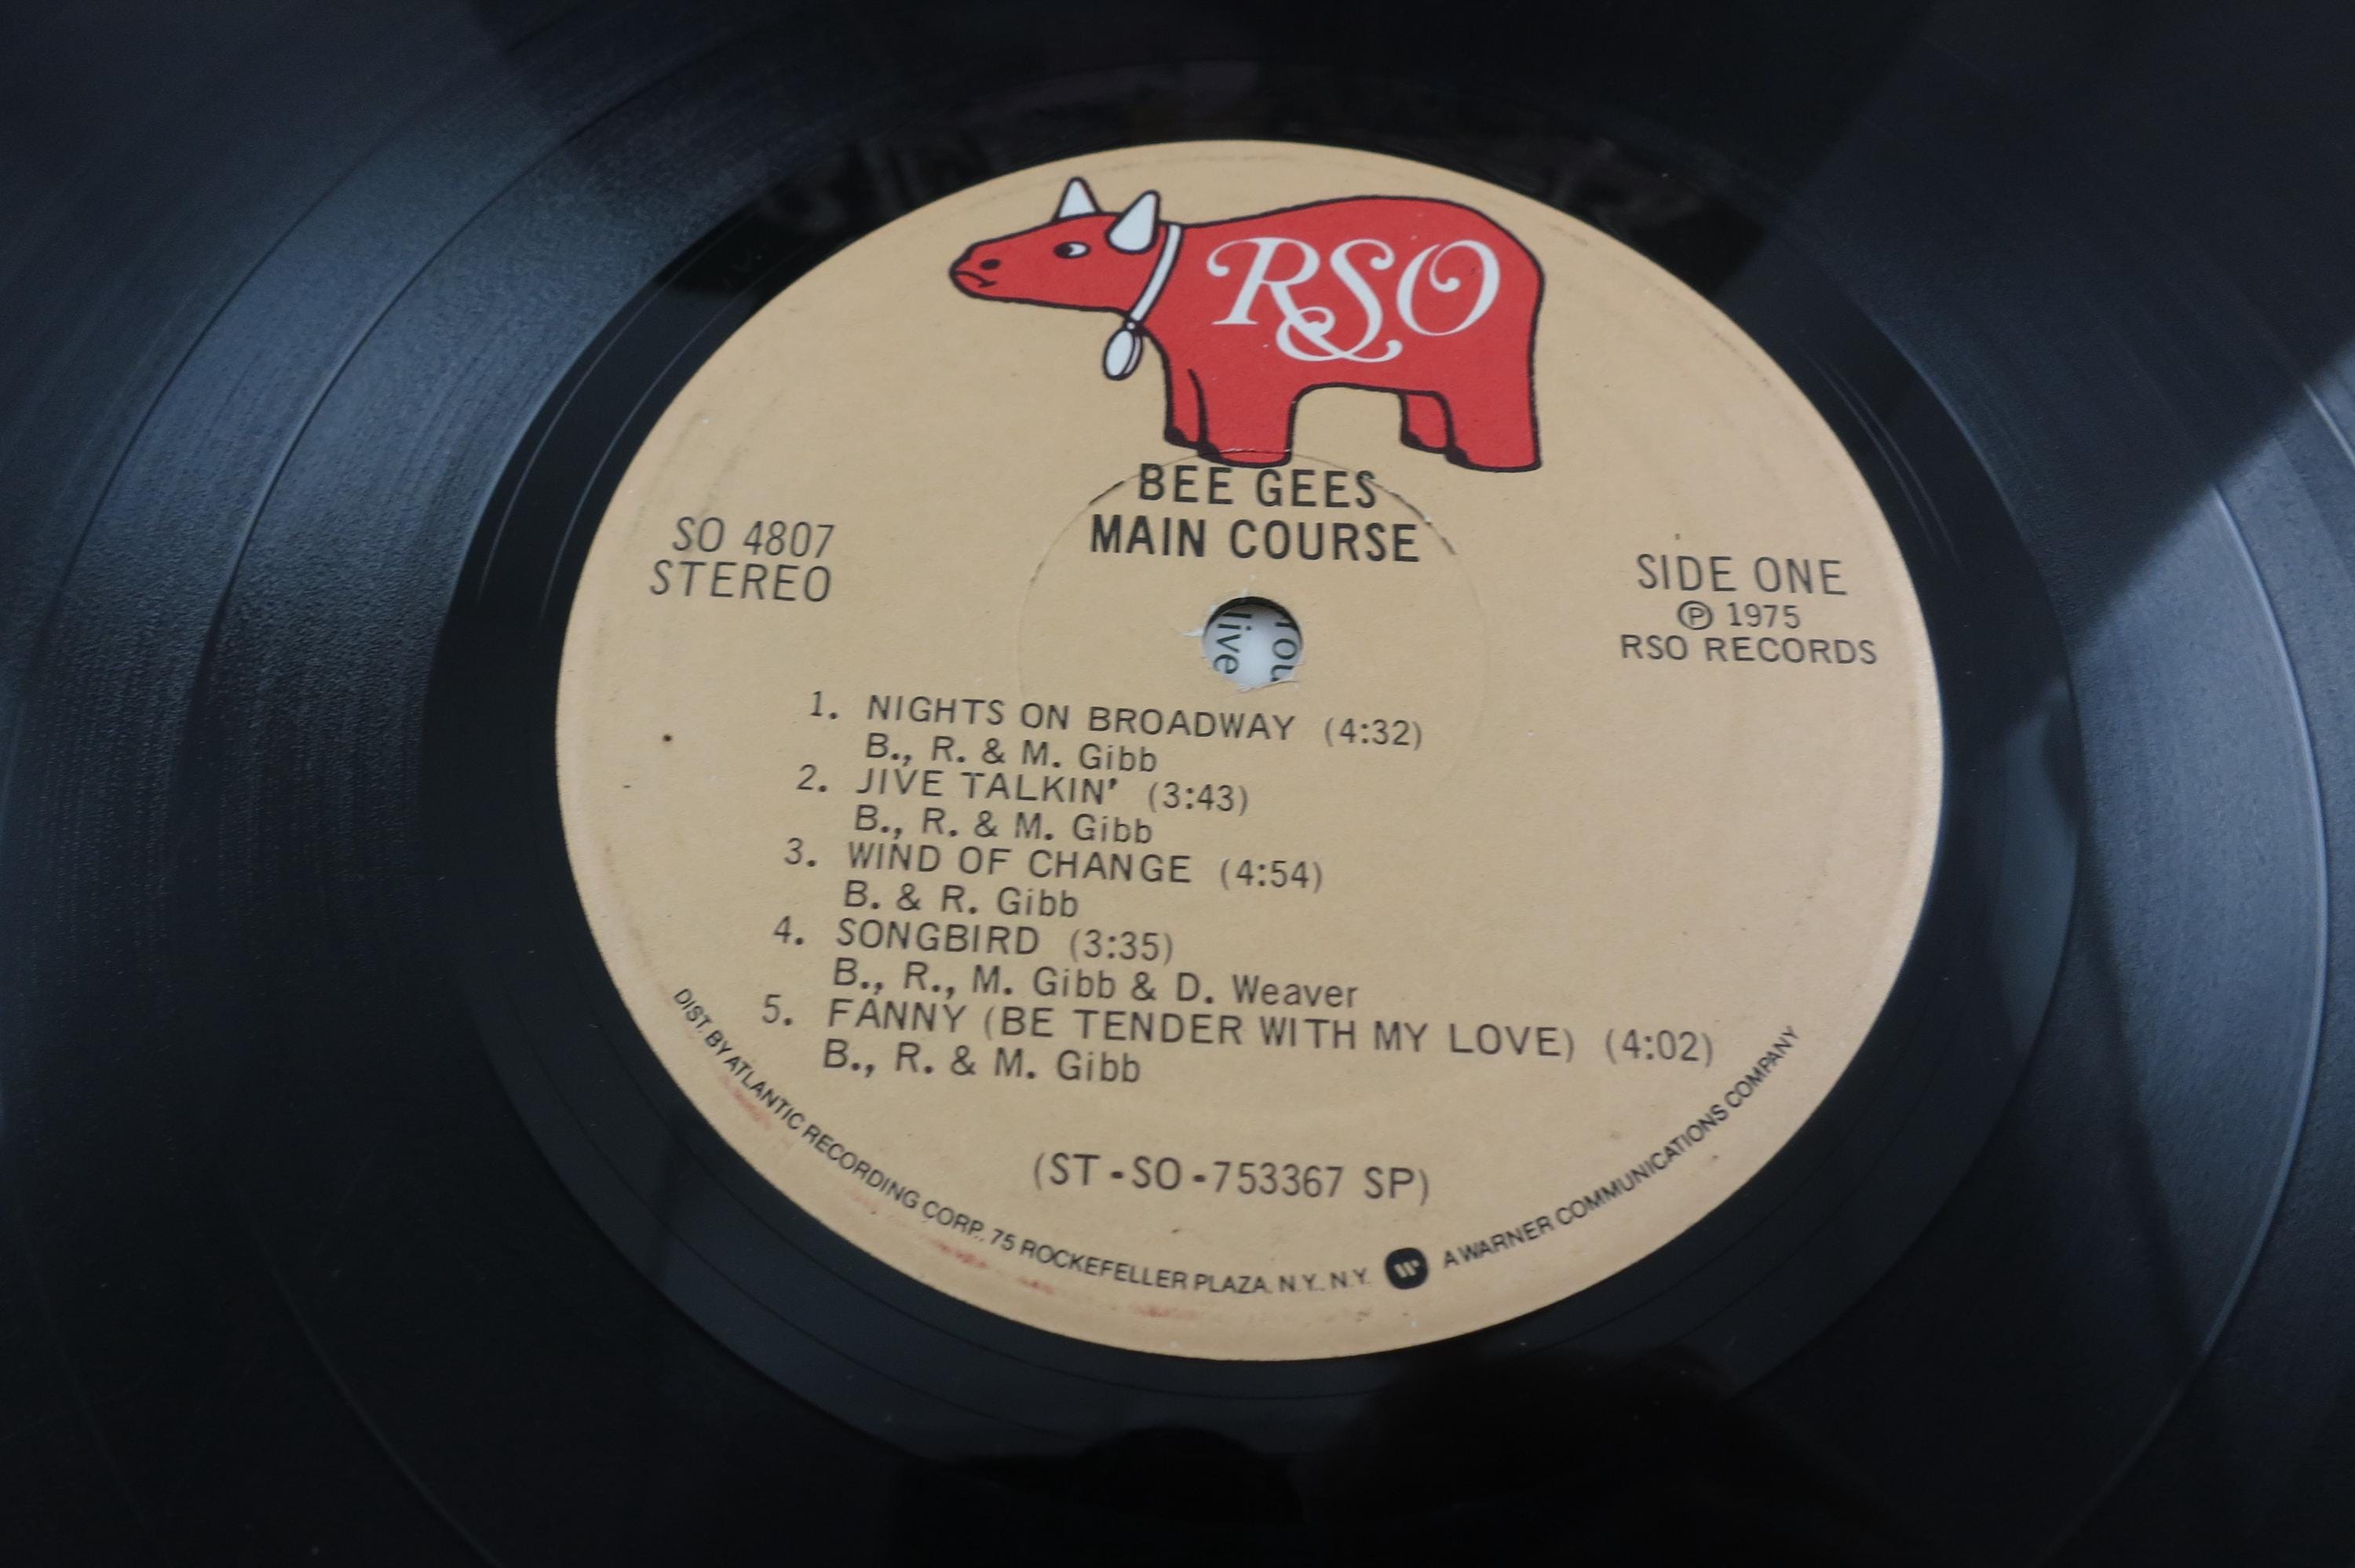 RSO
BEE GEES
MAIN COURSE
SO 4807
STEREO
SIDE ONE
Ⓟ 1975
RSO RECORDS
live
You
1. NIGHTS ON BROADWAY (4:32)
B., R. & M. Gibb
2. JIVE TALKIN' (3:43)
B., R. & M. Gibb
3. WIND OF CHANGE (4:54)
B. & R. Gibb
4. SONGBIRD (3:35)
B., R., M. Gibb & D. Weaver
5. FANNY (BE TENDER WITH MY LOVE) (4:02)
B., R. & M. Gibb
(ST-SO-753367 SP)
DIST. BY ATLANTIC RECORDING CORP., 75 ROCKEFELLER PLAZA, N.Y., N.Y. W A WARNER COMMUNICATIONS COMPANY